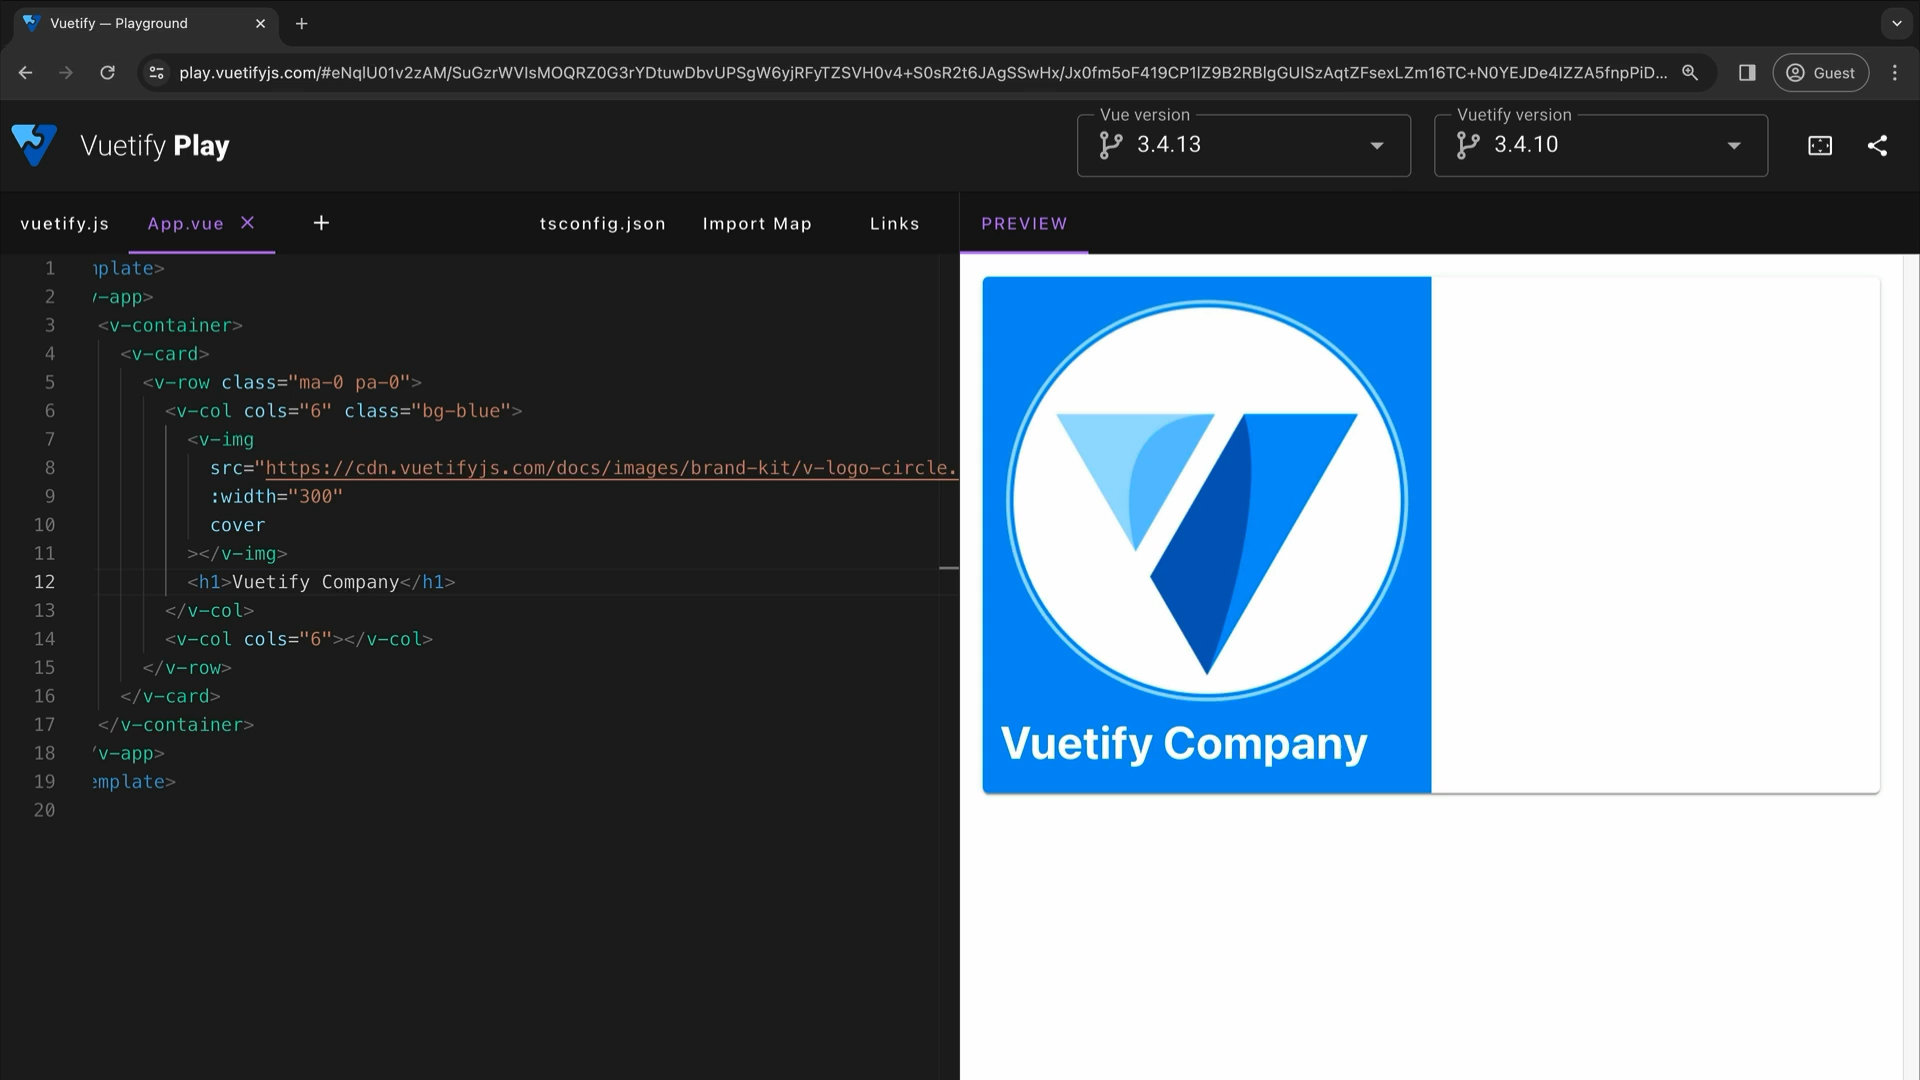 Vuetify — Playground
play.vuetifyjs.com/#eNqlU01v2zAM/SuGzrWVIsMOQRZ0G3rYDtuwDbvUPSgW6yjRFyTZSVH0v4+S0sR2t6JAgSSwHx/Jx0fm5oF419CP1lZ9B2RBlgGUlSzAqtZFsexLZm16TC+N0YEJDe4IZZA5fnpPiD...
Guest
Vuetify Play
Vue version
3.4.13
Vuetify version
3.4.10
vuetify.js
App.vue
tsconfig.json
Import Map
Links
PREVIEW
1 mplate>
2 v-app>
3 <v-container>
4 <v-card>
5 <v-row class="ma-0 pa-0">
6 <v-col cols="6" class="bg-blue">
7 <v-img
8 src="https://cdn.vuetifyjs.com/docs/images/brand-kit/v-logo-circle.
9 :width="300"
10 cover
11 ></v-img>
12 <h1>Vuetify Company</h1>
13 </v-col>
14 <v-col cols="6"></v-col>
15 </v-row>
16 </v-card>
17 </v-container>
18 /v-app>
19 emplate>
20
Vuetify Company